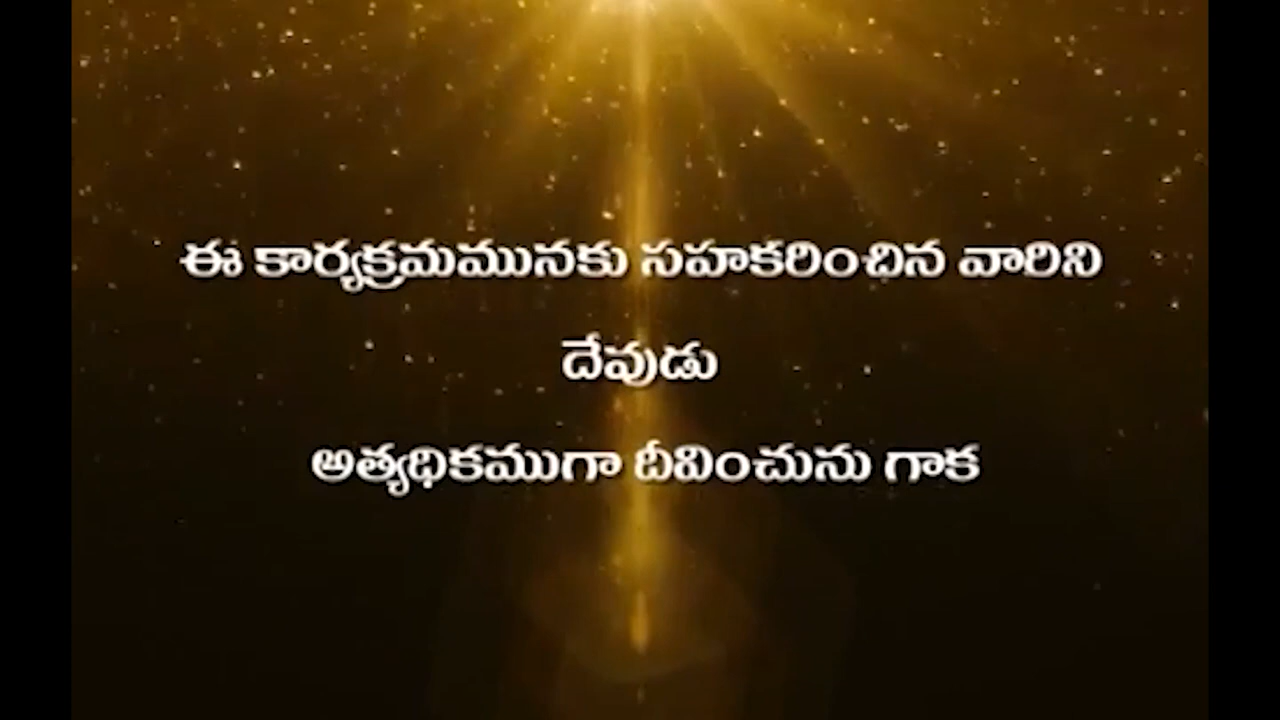 ఈ కార్యక్రమమునకు సహకరించిన వారిని
దేవుడు
అత్యధికముగా దీవించును గాక